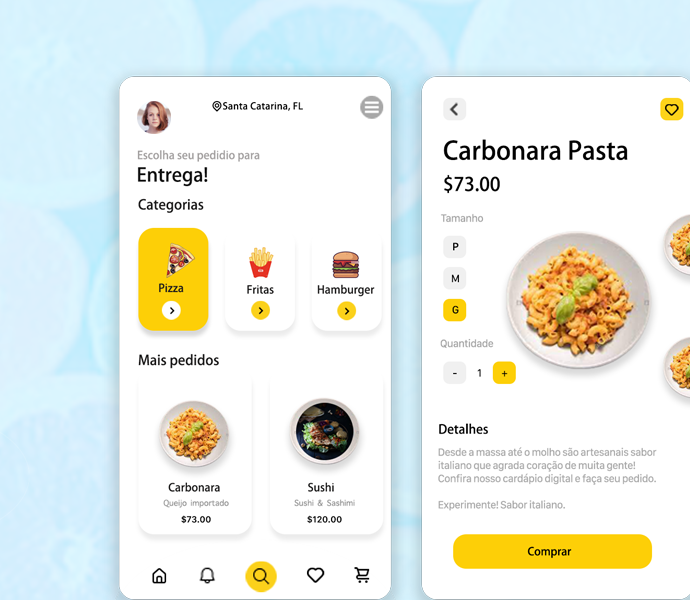 Santa Catarina, FL
Escolha seu pedidio para
Entrega!
Categorias
Pizza
Fritas
Hamburger
Mais pedidos
Carbonara
Queijo importado
$73.00
Sushi
Sushi & Sashimi
$120.00
Carbonara Pasta
$73.00
Tamanho
P
M
G
Quantidade
- 1 +
Detalhes
Desde a massa até o molho são artesanais sabor
italiano que agrada coração de muita gente!
Confira nosso cardápio digital e faça seu pedido.
Experimente! Sabor italiano.
Comprar